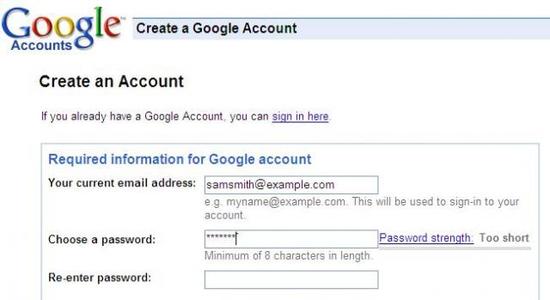 Google™
Accounts
Create a Google Account
Create an Account
If you already have a Google Account, you can sign in here.
Required information for Google account
Your current email address: samsmith@example.com
e.g. myname@example.com. This will be used to sign-in to your
account.
Choose a password: ******* Password strength: Too short
Minimum of 8 characters in length.
Re-enter password: